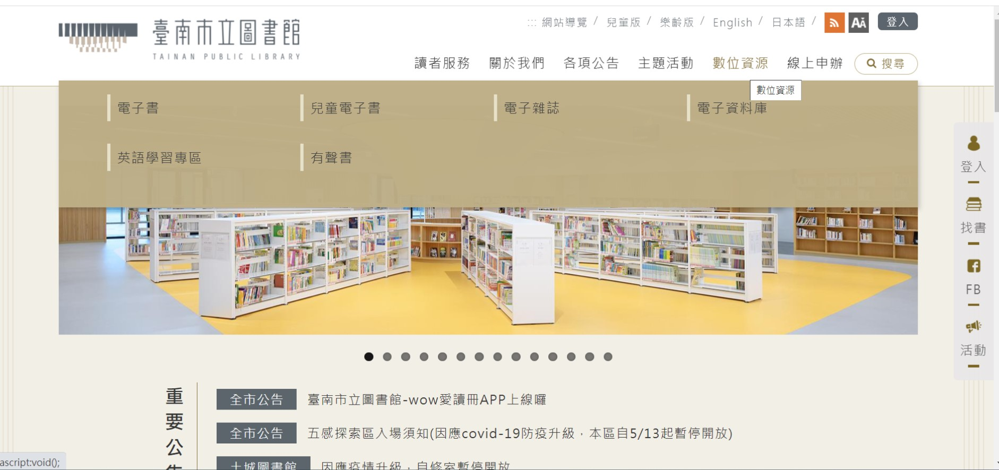 臺南市立圖書館
TAINAN PUBLIC LIBRARY
::: 網站導覽 / 兒童版 / 樂齡版 / English / 日本語 / AA 登入
讀者服務 關於我們 各項公告 主題活動 數位資源 線上申辦 搜尋
數位資源
電子書 兒童電子書 電子雜誌 電子資料庫
英語學習專區 有聲書
登入
找書
FB
活動
重要公告
全市公告 臺南市立圖書館-wow愛讀冊APP上線囉
全市公告 五感探索區入場須知(因應covid-19防疫升級，本區自5/13起暫停開放)
土城圖書館 因應疫情升級，自修室暫停開放
ascript:void();